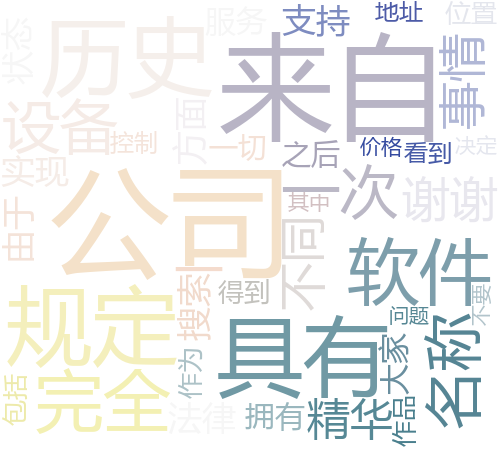 状态
历史
服务
支持
地址
位置
来自
事情
设备
方面
控制
一切
之后
价格
看到
决定
实现
公司
一次
其中
谢谢
由于
不同
软件
搜索
得到
不要
规定
具有
问题
大家
名称
作为
包括
完全
法律
拥有
精华
作品